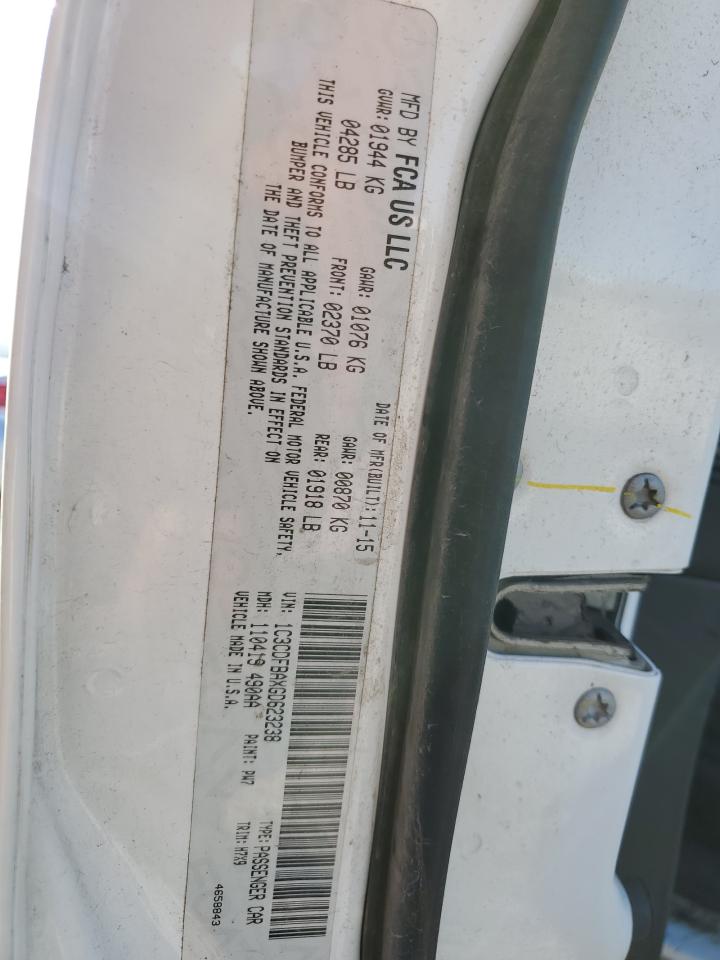 MFD BY FCA US LLC
DATE OF MFR(BUILT): 11-15
GVWR: 01944 KG GAWR: 01076 KG GAWR: 00870 KG
04285 LB FRONT: 02370 LB REAR: 01918 LB
THIS VEHICLE CONFORMS TO ALL APPLICABLE U.S.A. FEDERAL MOTOR VEHICLE SAFETY,
BUMPER AND THEFT PREVENTION STANDARDS IN EFFECT ON
THE DATE OF MANUFACTURE SHOWN ABOVE.
VIN: 1C3CDFBAXGD623238 TYPE: PASSENGER CAR
MDH: 110419 490AA PAINT: PW7 TRIM: H7X9
VEHICLE MADE IN U.S.A.
4658843